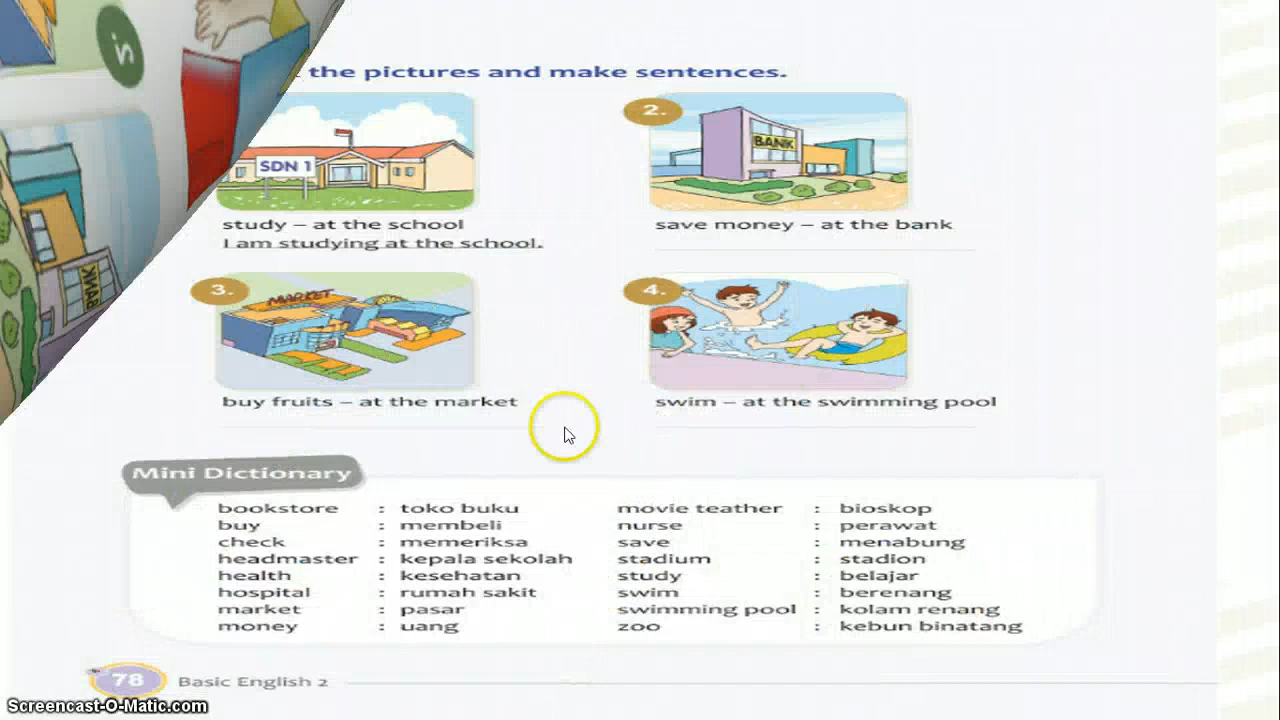 the pictures and make sentences.
SDN 1
study – at the school
I am studying at the school.
2.
BANK
save money – at the bank
3.
MARKET
buy fruits – at the market
4.
swim – at the swimming pool
Mini Dictionary
bookstore : toko buku
buy : membeli
check : memeriksa
headmaster : kepala sekolah
health : kesehatan
hospital : rumah sakit
market : pasar
money : uang
movie teather : bioskop
nurse : perawat
save : menabung
stadium : stadion
study : belajar
swim : berenang
swimming pool : kolam renang
zoo : kebun binatang
78 Basic English 2
Screencast-O-Matic.com
is
BANK